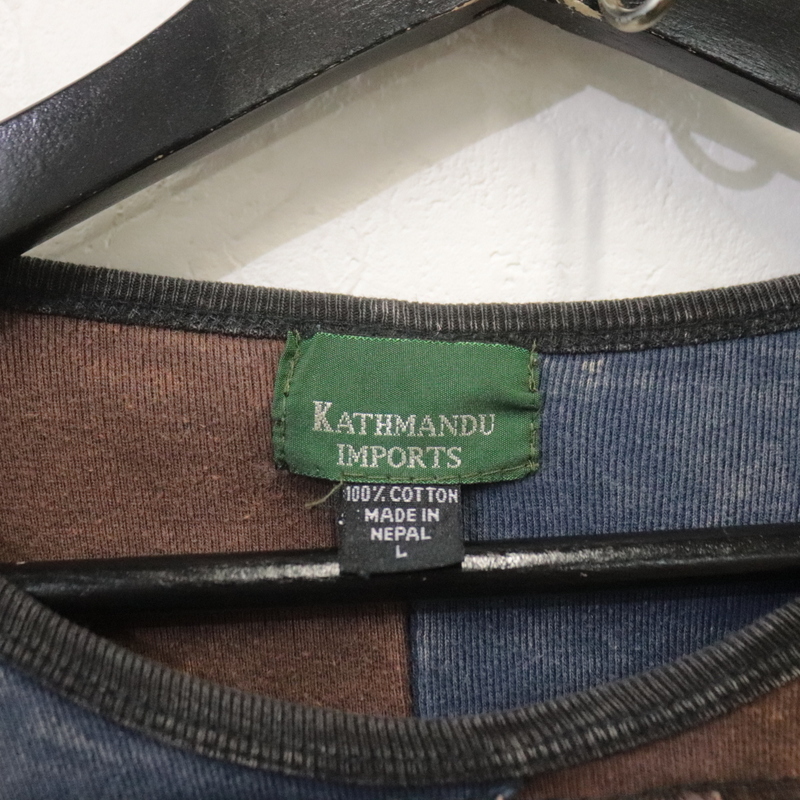 KATHMANDU
IMPORTS
100% COTTON
MADE IN
NEPAL
L